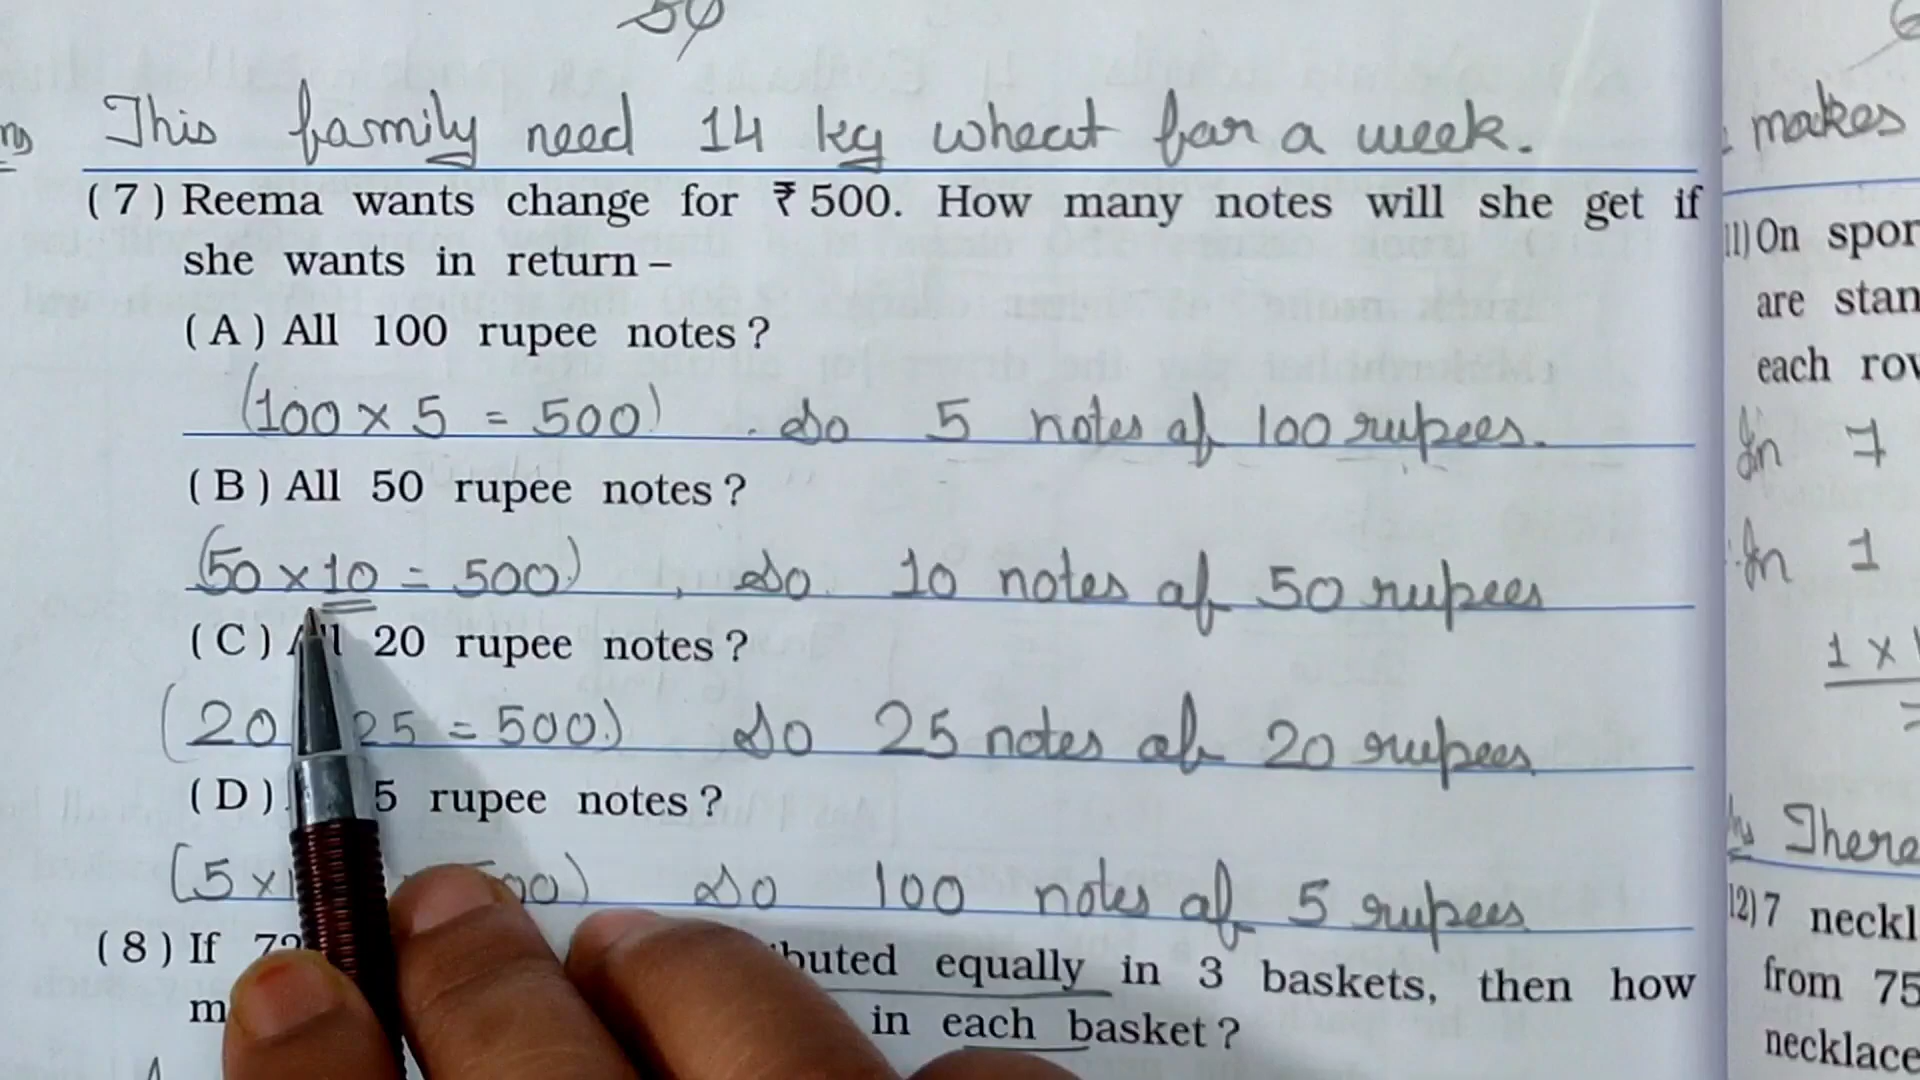 This family need 14 kg wheat for a week.
(7) Reema wants change for ₹500. How many notes will she get if
she wants in return –
(A) All 100 rupee notes?
(100 × 5 = 500) . So 5 notes of 100 rupees.
(B) All 50 rupee notes?
(50 × 10 = 500) , So 10 notes of 50 rupees
(C) All 20 rupee notes?
(20 25 = 500) So 25 notes of 20 rupees
(D) 5 rupee notes?
(5 × So 100 notes of 5 rupees
(8) If equally in 3 baskets, then how
in each basket?
makes
11) On
are
each
In 7
In 1
1 ×
There
12) 7
from 75